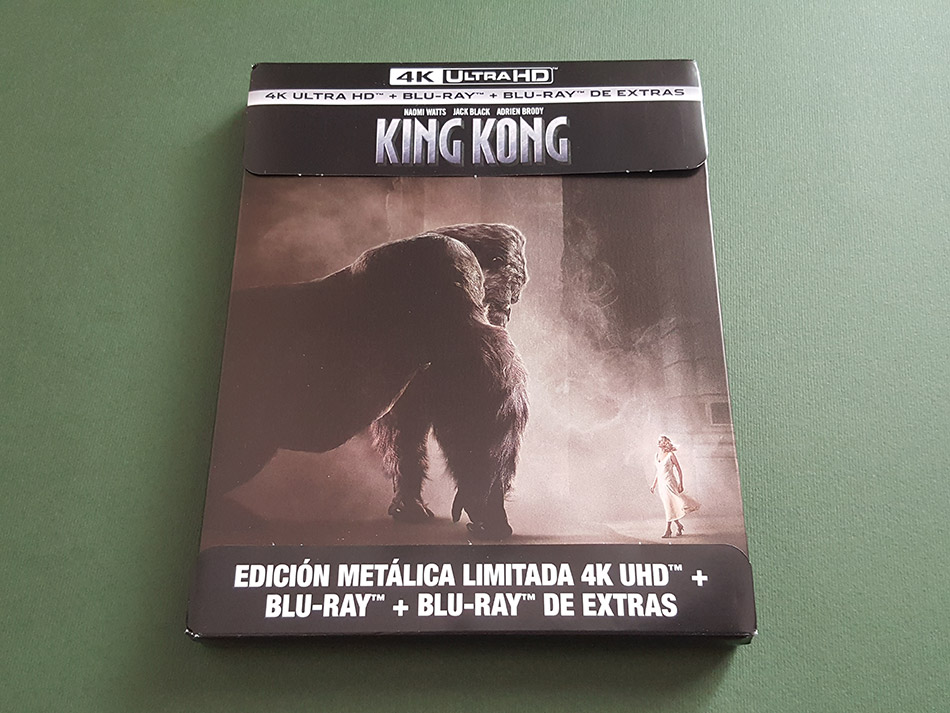 4K ULTRA HD™
4K ULTRA HD™ + BLU-RAY™ + BLU-RAY™ DE EXTRAS
NAOMI WATTS JACK BLACK ADRIEN BRODY
KING KONG
EDICIÓN METÁLICA LIMITADA 4K UHD™ +
BLU-RAY™ + BLU-RAY™ DE EXTRAS